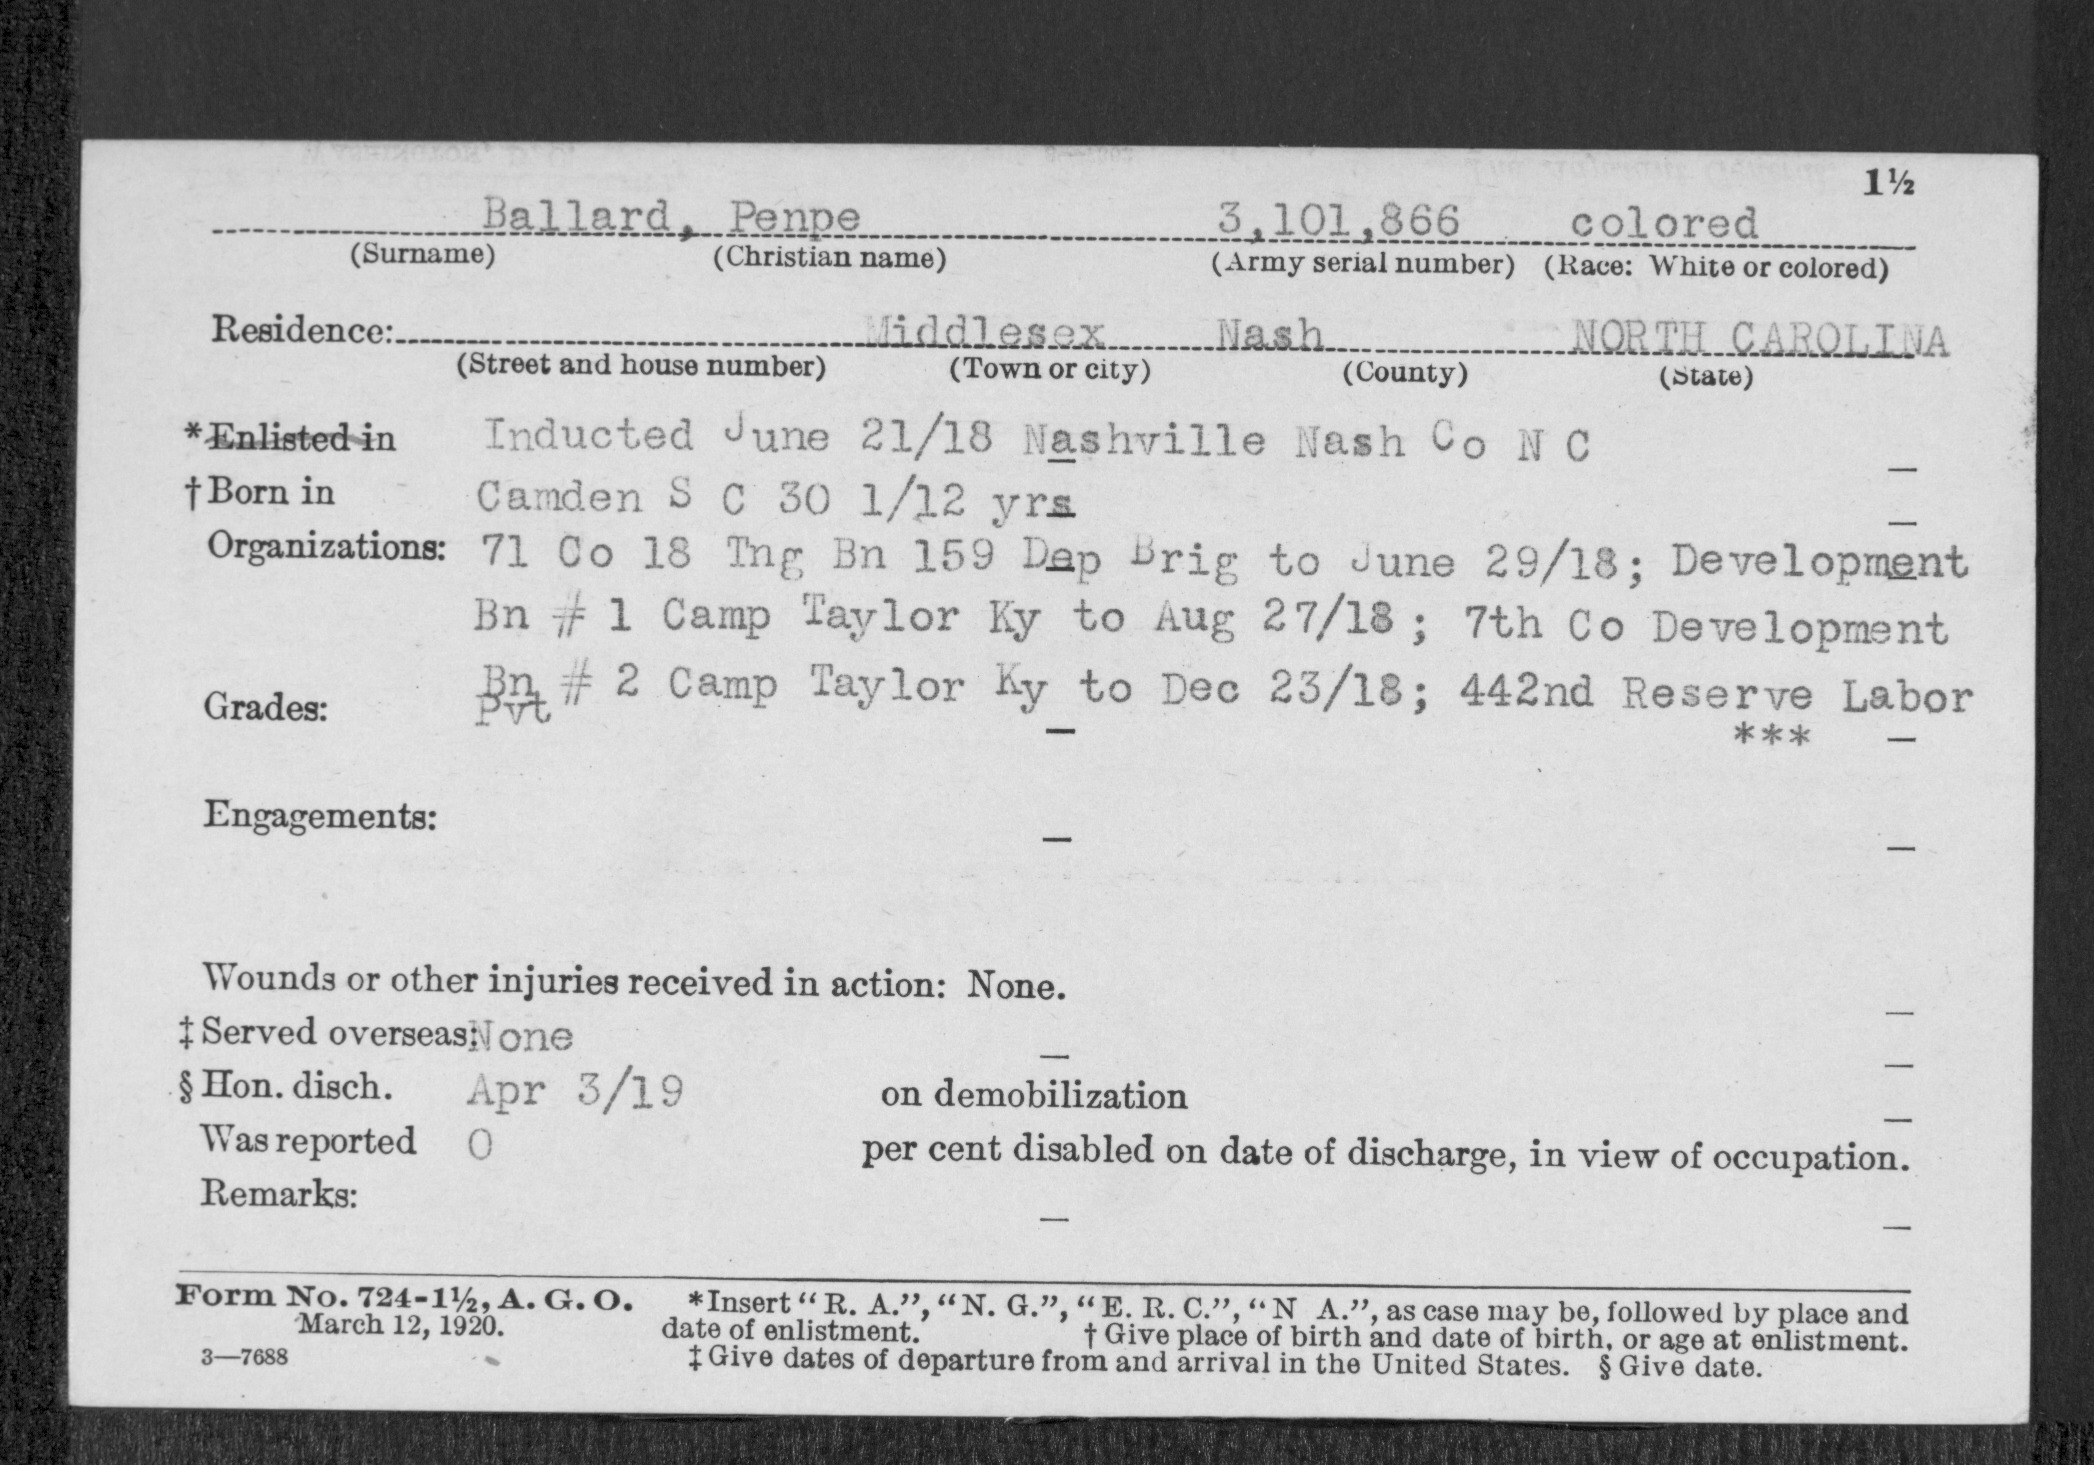 1½
Ballard, Penpe 3,101,866 colored
(Surname) (Christian name) (Army serial number) (Race: White or colored)
Residence: Middlesex Nash NORTH CAROLINA
(Street and house number) (Town or city) (County) (State)
*Enlisted in Inducted June 21/18 Nashville Nash Co N C
†Born in Camden S C 30 1/12 yrs
Organizations: 71 Co 18 Tng Bn 159 Dep Brig to June 29/18; Development
Bn # 1 Camp Taylor Ky to Aug 27/18; 7th Co Development
Bn # 2 Camp Taylor Ky to Dec 23/18; 442nd Reserve Labor
Grades: Pvt — *** —
Engagements: — —
Wounds or other injuries received in action: None. —
‡Served overseas: None — —
§Hon. disch. Apr 3/19 on demobilization —
Was reported 0 per cent disabled on date of discharge, in view of occupation.
Remarks: — —
Form No. 724-1½, A. G. O. *Insert "R. A.", "N. G.", "E. R. C.", "N A.", as case may be, followed by place and
March 12, 1920. date of enlistment. †Give place of birth and date of birth, or age at enlistment.
3—7688 ‡Give dates of departure from and arrival in the United States. §Give date.